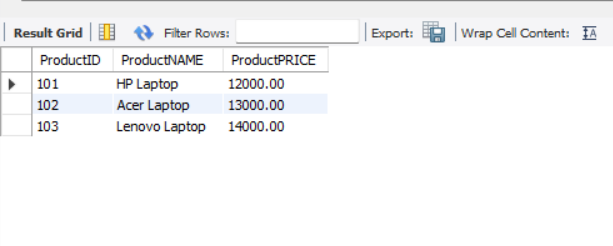 Result Grid Filter Rows: Export: Wrap Cell Content: IA
ProductID ProductNAME ProductPRICE
101 HP Laptop 12000.00
102 Acer Laptop 13000.00
103 Lenovo Laptop 14000.00